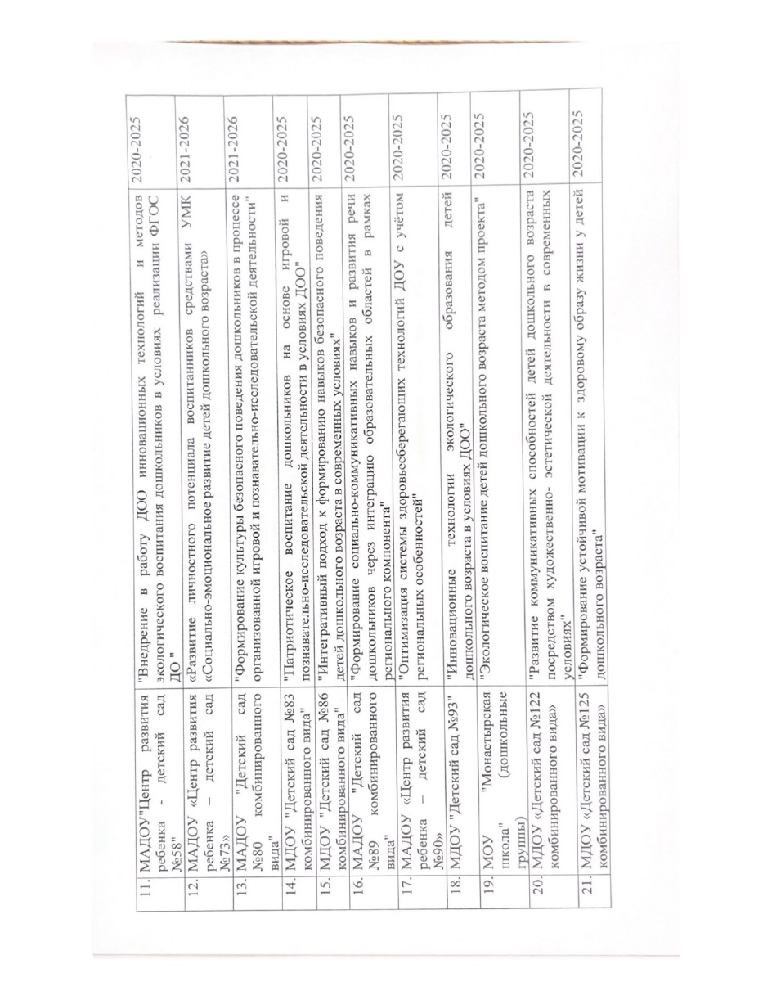 11. МАДОУ"Центр развития
ребенка - детский сад
№58"
"Внедрение в работу ДОО инновационных технологий и методов
экологического воспитания дошкольников в условиях реализации ФГОС
ДО "
2020-2025
12. МАДОУ «Центр развития
ребенка – детский сад
№73»
«Развитие личностного потенциала воспитанников средствами УМК
«Социально-эмоциональное развитие детей дошкольного возраста»
2021-2026
13. МАДОУ "Детский сад
№80 комбинированного
вида"
"Формирование культуры безопасного поведения дошкольников в процессе
организованной игровой и познавательно-исследовательской деятельности"
2021-2026
14. МДОУ "Детский сад №83
комбинированного вида"
"Патриотическое воспитание дошкольников на основе игровой и
познавательно-исследовательской деятельности в условиях ДОО"
2020-2025
15. МДОУ "Детский сад №86
комбинированного вида"
"Интегративный подход к формированию навыков безопасного поведения
детей дошкольного возраста в современных условиях"
2020-2025
16. МАДОУ "Детский сад
№89 комбинированного
вида"
"Формирование социально-коммуникативных навыков и развития речи
дошкольников через интеграцию образовательных областей в рамках
регионального компонента"
2020-2025
17. МАДОУ «Центр развития
ребенка – детский сад
№90»
"Оптимизация системы здоровьесберегающих технологий ДОУ с учётом
региональных особенностей"
2020-2025
18. МДОУ "Детский сад №93"
"Инновационные технологии экологического образования детей
дошкольного возраста в условиях ДОО"
2020-2025
19. МОУ "Монастырская
школа" (дошкольные
группы)
"Экологическое воспитание детей дошкольного возраста методом проекта"
2020-2025
20. МДОУ «Детский сад №122
комбинированного вида»
"Развитие коммуникативных способностей детей дошкольного возраста
посредством художественно- эстетической деятельности в современных
условиях"
2020-2025
21. МДОУ «Детский сад №125
комбинированного вида»
"Формирование устойчивой мотивации к здоровому образу жизни у детей
дошкольного возраста"
2020-2025